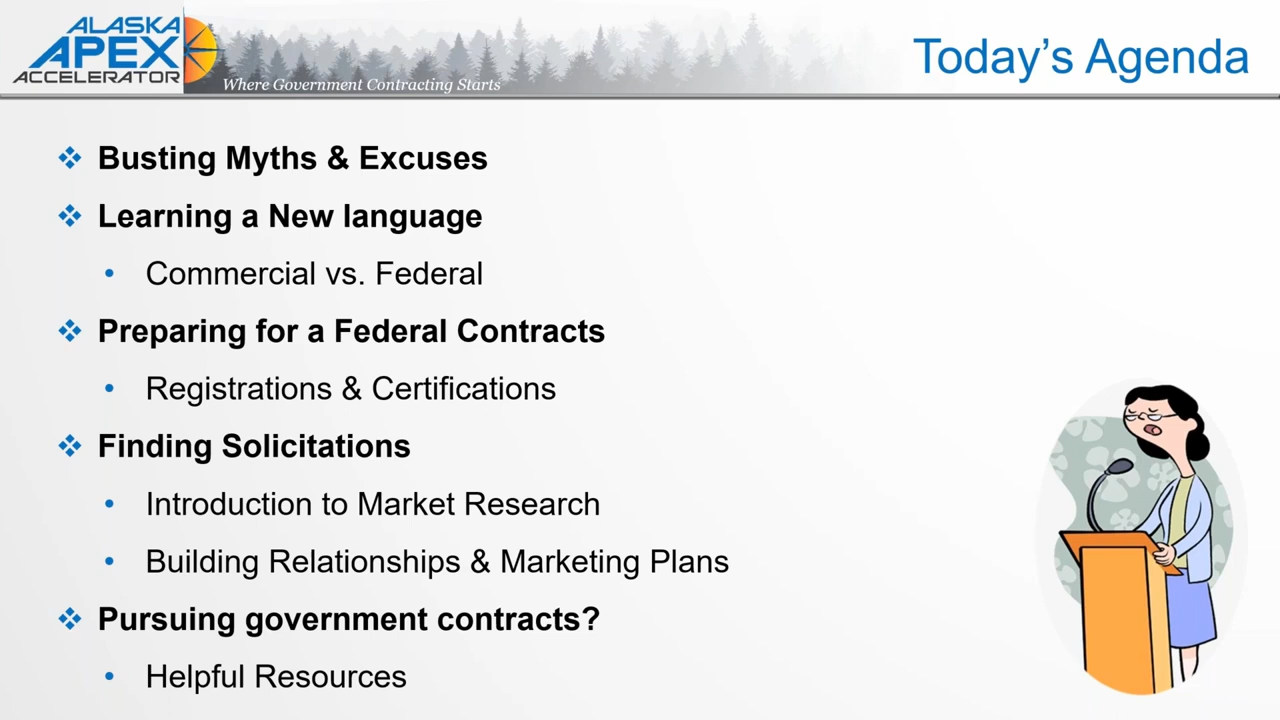 ALASKA
APEX
ACCELERATOR
Where Government Contracting Starts
Today’s Agenda
❖ Busting Myths & Excuses
❖ Learning a New language
• Commercial vs. Federal
❖ Preparing for a Federal Contracts
• Registrations & Certifications
❖ Finding Solicitations
• Introduction to Market Research
• Building Relationships & Marketing Plans
❖ Pursuing government contracts?
• Helpful Resources